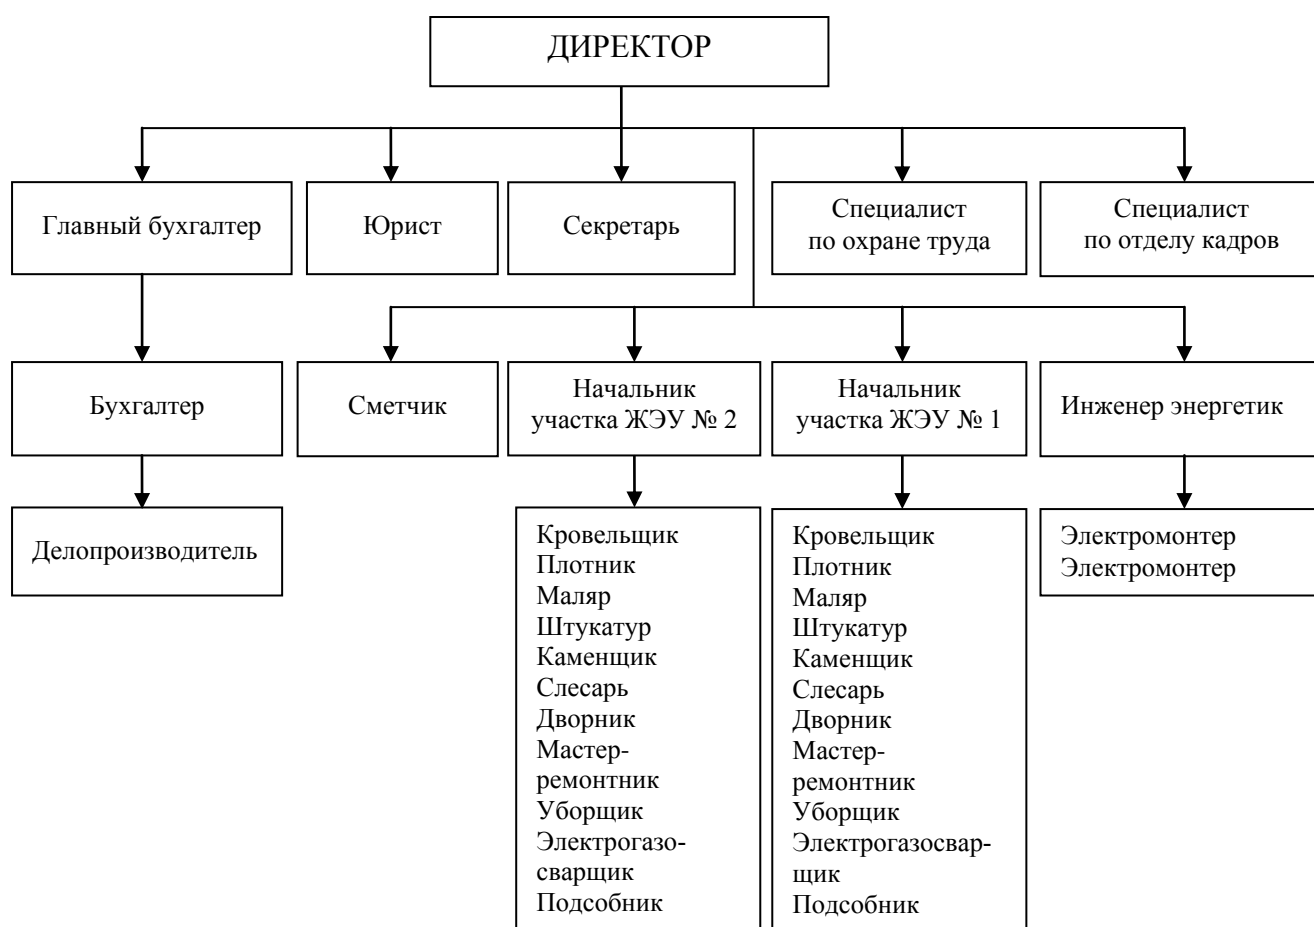 ДИРЕКТОР
Главный бухгалтер
Юрист
Секретарь
Специалист
по охране труда
Специалист
по отделу кадров
Бухгалтер
Сметчик
Начальник
участка ЖЭУ № 2
Начальник
участка ЖЭУ № 1
Инженер энергетик
Делопроизводитель
Кровельщик
Плотник
Маляр
Штукатур
Каменщик
Слесарь
Дворник
Мастер-
ремонтник
Уборщик
Электрогазо-
сварщик
Подсобник
Кровельщик
Плотник
Маляр
Штукатур
Каменщик
Слесарь
Дворник
Мастер-
ремонтник
Уборщик
Электрогазосвар-
щик
Подсобник
Электромонтер
Электромонтер